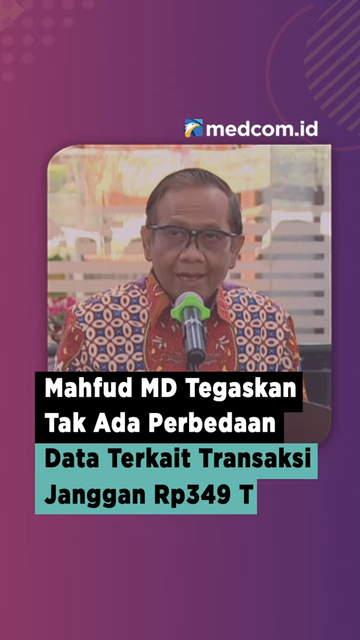 medcom.id
Mahfud MD Tegaskan
Tak Ada Perbedaan
Data Terkait Transaksi
Janggan Rp349 T